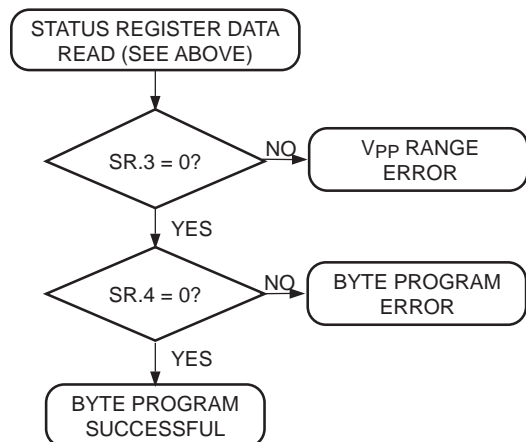 STATUS REGISTER DATA
READ (SEE ABOVE)
SR.3 = 0?
NO
VPP RANGE
ERROR
YES
SR.4 = 0?
NO
BYTE PROGRAM
ERROR
YES
BYTE PROGRAM
SUCCESSFUL